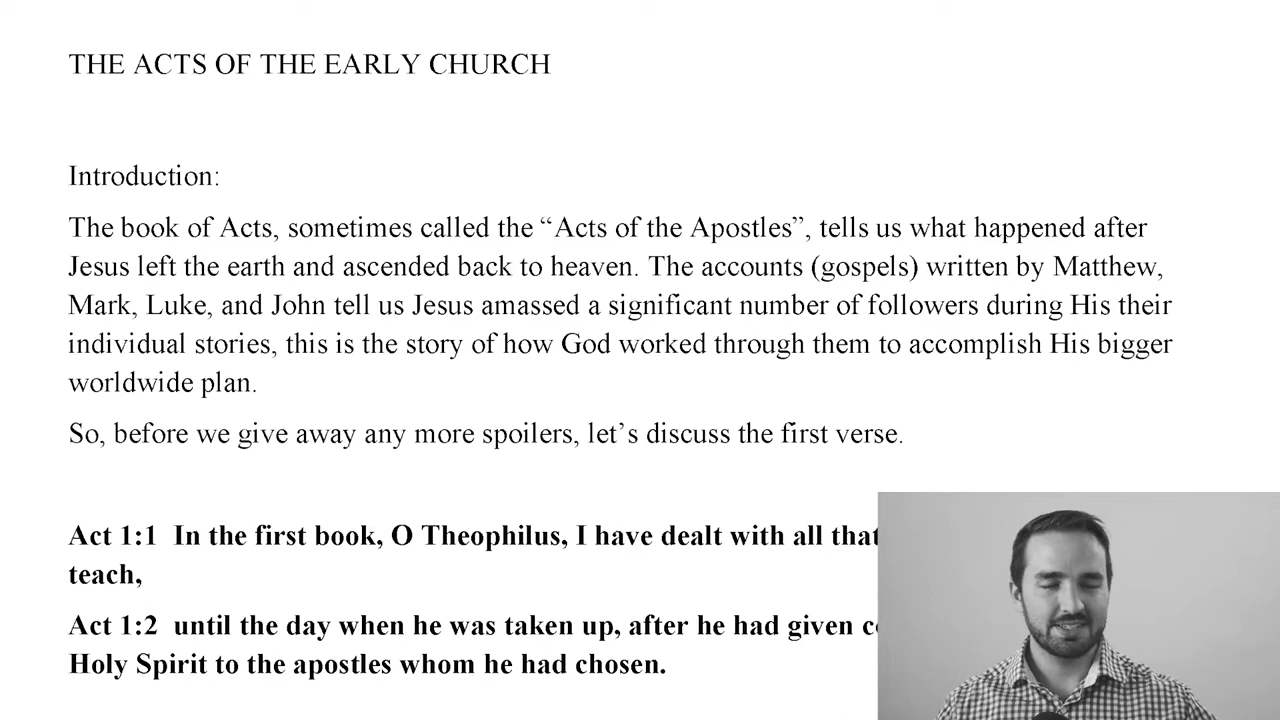 THE ACTS OF THE EARLY CHURCH
Introduction:
The book of Acts, sometimes called the “Acts of the Apostles”, tells us what happened after
Jesus left the earth and ascended back to heaven. The accounts (gospels) written by Matthew,
Mark, Luke, and John tell us Jesus amassed a significant number of followers during His their
individual stories, this is the story of how God worked through them to accomplish His bigger
worldwide plan.
So, before we give away any more spoilers, let’s discuss the first verse.
Act 1:1 In the first book, O Theophilus, I have dealt with all that
teach,
Act 1:2 until the day when he was taken up, after he had given
Holy Spirit to the apostles whom he had chosen.